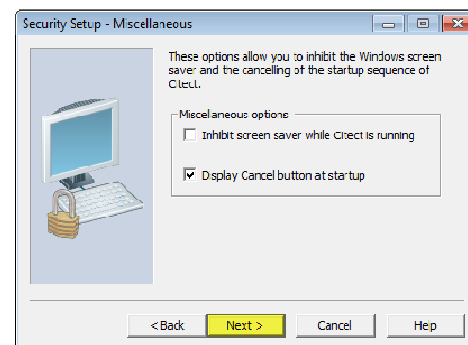 Security Setup - Miscellaneous
These options allow you to inhibit the Windows screen
saver and the cancelling of the startup sequence of
Citect.
Miscellaneous options
Inhibit screen saver while Citect is running
Display Cancel button at startup
< Back
Next >
Cancel
Help